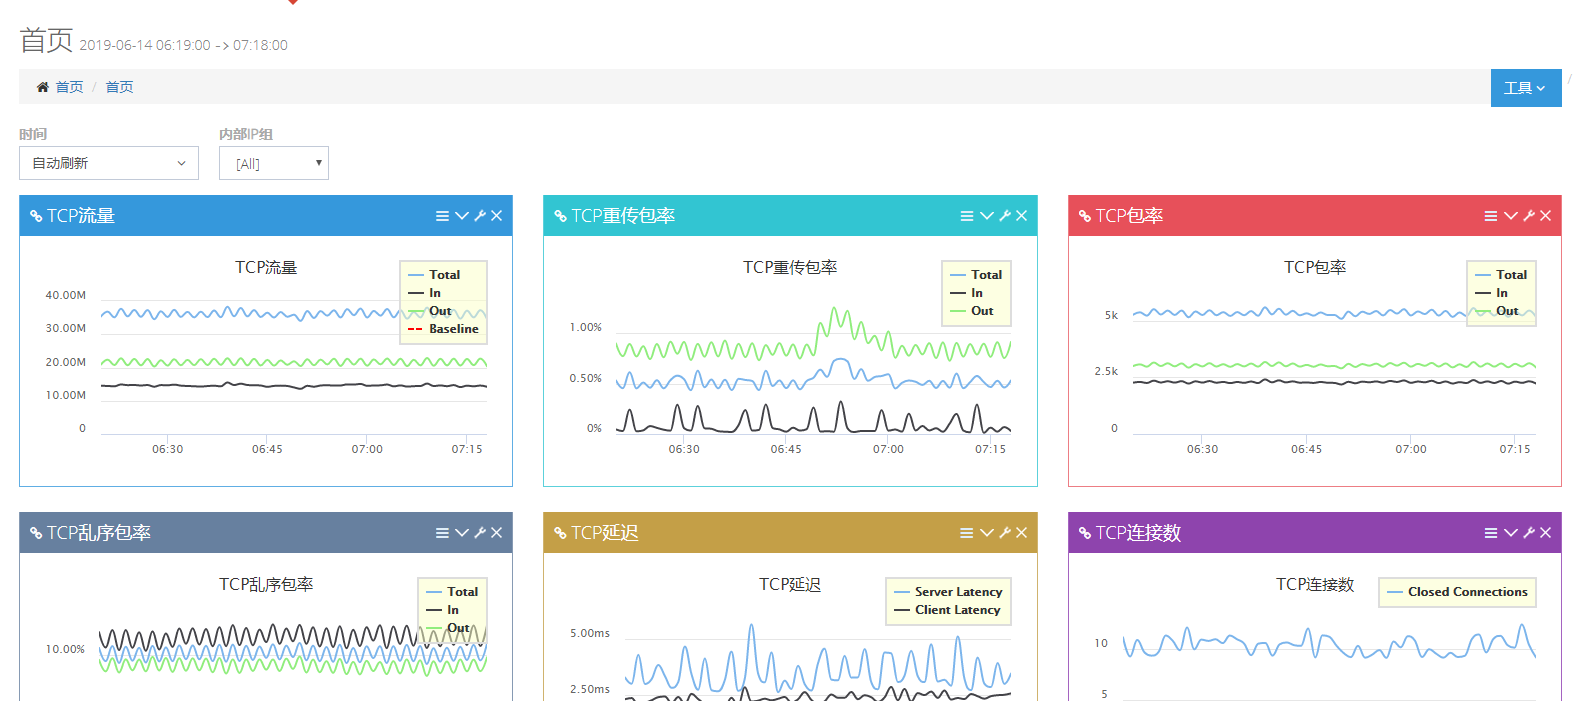 首页 2019-06-14 06:19:00 -> 07:18:00
首页 / 首页
工具
/
时间
内部IP组
自动刷新
[All]
TCP流量
TCP流量
Total
In
Out
Baseline
40.00M
30.00M
20.00M
10.00M
0
06:30 06:45 07:00 07:15
TCP重传包率
TCP重传包率
Total
In
Out
1.00%
0.50%
0%
06:30 06:45 07:00 07:15
TCP包率
TCP包率
Total
In
Out
5k
2.5k
0
06:30 06:45 07:00 07:15
TCP乱序包率
TCP乱序包率
Total
In
Out
10.00%
TCP延迟
TCP延迟
Server Latency
Client Latency
5.00ms
2.50ms
TCP连接数
TCP连接数
Closed Connections
10
5